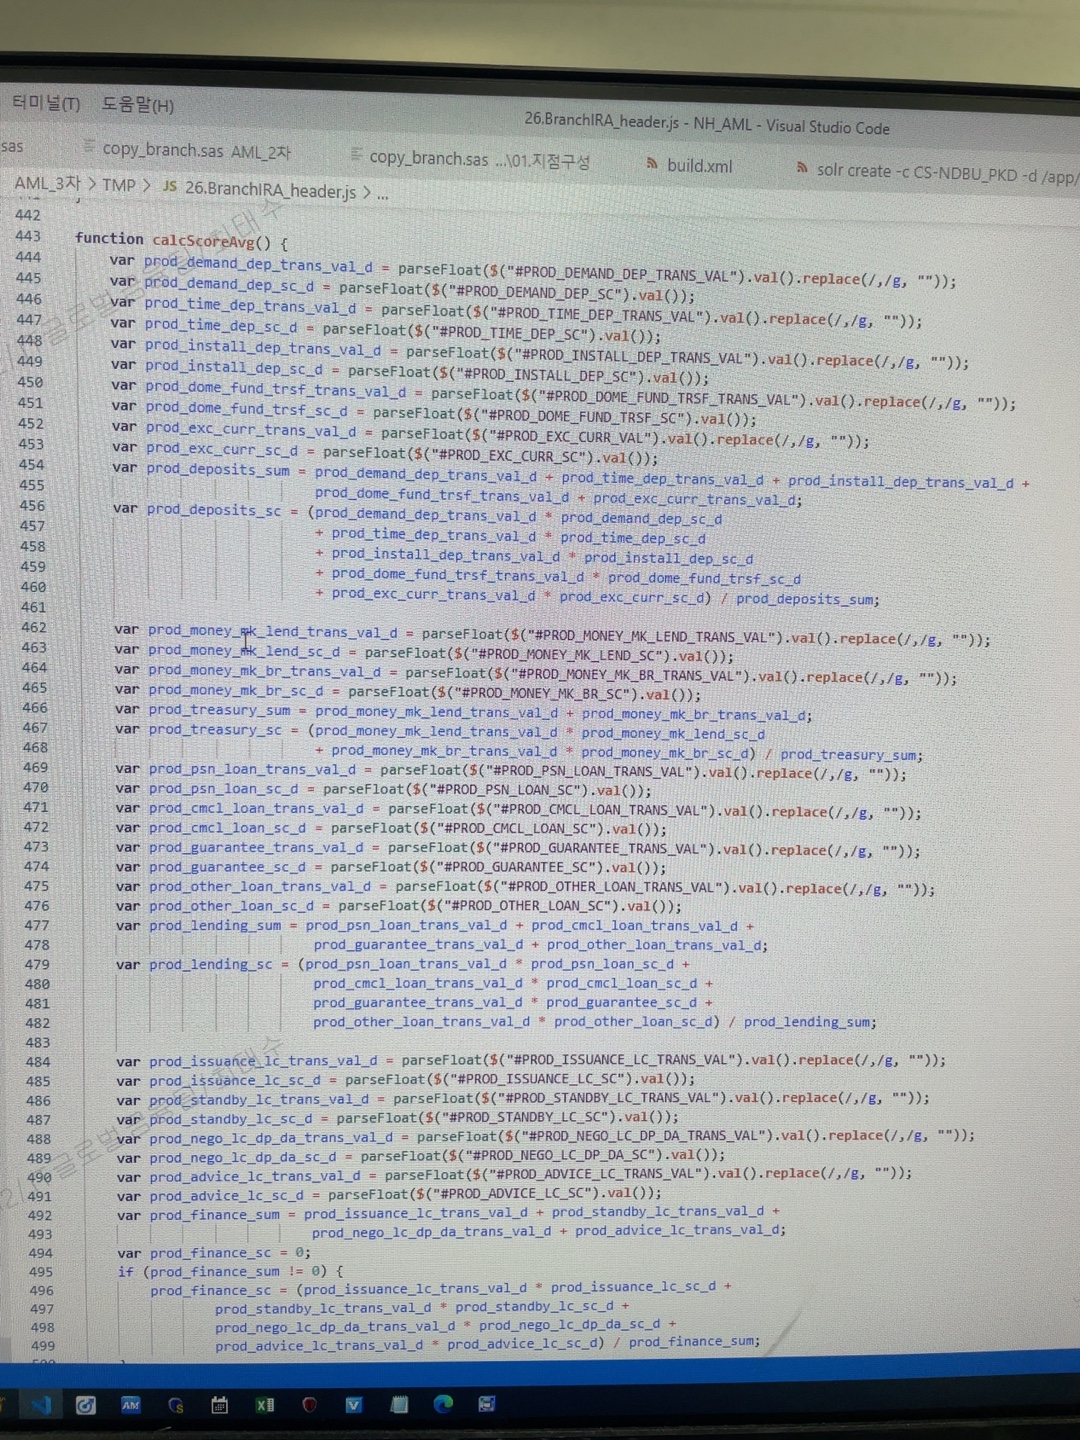 터미널(T) 도움말(H)
26.BranchIRA_header.js - NH_AML - Visual Studio Code
sas copy_branch.sas AML_2차 copy_branch.sas ...\01.지점구성 build.xml solr create -c CS-NDBU_PKD -d /app/
AML_3차 > TMP > JS 26.BranchIRA_header.js > ...
442
443 function calcScoreAvg() {
444 var prod_demand_dep_trans_val_d = parseFloat($("#PROD_DEMAND_DEP_TRANS_VAL").val().replace(/,/g, ""));
445 var prod_demand_dep_sc_d = parseFloat($("#PROD_DEMAND_DEP_SC").val());
446 var prod_time_dep_trans_val_d = parseFloat($("#PROD_TIME_DEP_TRANS_VAL").val().replace(/,/g, ""));
447 var prod_time_dep_sc_d = parseFloat($("#PROD_TIME_DEP_SC").val());
448 var prod_install_dep_trans_val_d = parseFloat($("#PROD_INSTALL_DEP_TRANS_VAL").val().replace(/,/g, ""));
449 var prod_install_dep_sc_d = parseFloat($("#PROD_INSTALL_DEP_SC").val());
450 var prod_dome_fund_trsf_trans_val_d = parseFloat($("#PROD_DOME_FUND_TRSF_TRANS_VAL").val().replace(/,/g, ""));
451 var prod_dome_fund_trsf_sc_d = parseFloat($("#PROD_DOME_FUND_TRSF_SC").val());
452 var prod_exc_curr_trans_val_d = parseFloat($("#PROD_EXC_CURR_VAL").val().replace(/,/g, ""));
453 var prod_exc_curr_sc_d = parseFloat($("#PROD_EXC_CURR_SC").val());
454 var prod_deposits_sum = prod_demand_dep_trans_val_d + prod_time_dep_trans_val_d + prod_install_dep_trans_val_d +
455 prod_dome_fund_trsf_trans_val_d + prod_exc_curr_trans_val_d;
456 var prod_deposits_sc = (prod_demand_dep_trans_val_d * prod_demand_dep_sc_d
457 + prod_time_dep_trans_val_d * prod_time_dep_sc_d
458 + prod_install_dep_trans_val_d * prod_install_dep_sc_d
459 + prod_dome_fund_trsf_trans_val_d * prod_dome_fund_trsf_sc_d
460 + prod_exc_curr_trans_val_d * prod_exc_curr_sc_d) / prod_deposits_sum;
461
462 var prod_money_mk_lend_trans_val_d = parseFloat($("#PROD_MONEY_MK_LEND_TRANS_VAL").val().replace(/,/g, ""));
463 var prod_money_mk_lend_sc_d = parseFloat($("#PROD_MONEY_MK_LEND_SC").val());
464 var prod_money_mk_br_trans_val_d = parseFloat($("#PROD_MONEY_MK_BR_TRANS_VAL").val().replace(/,/g, ""));
465 var prod_money_mk_br_sc_d = parseFloat($("#PROD_MONEY_MK_BR_SC").val());
466 var prod_treasury_sum = prod_money_mk_lend_trans_val_d + prod_money_mk_br_trans_val_d;
467 var prod_treasury_sc = (prod_money_mk_lend_trans_val_d * prod_money_mk_lend_sc_d
468 + prod_money_mk_br_trans_val_d * prod_money_mk_br_sc_d) / prod_treasury_sum;
469 var prod_psn_loan_trans_val_d = parseFloat($("#PROD_PSN_LOAN_TRANS_VAL").val().replace(/,/g, ""));
470 var prod_psn_loan_sc_d = parseFloat($("#PROD_PSN_LOAN_SC").val());
471 var prod_cmcl_loan_trans_val_d = parseFloat($("#PROD_CMCL_LOAN_TRANS_VAL").val().replace(/,/g, ""));
472 var prod_cmcl_loan_sc_d = parseFloat($("#PROD_CMCL_LOAN_SC").val());
473 var prod_guarantee_trans_val_d = parseFloat($("#PROD_GUARANTEE_TRANS_VAL").val().replace(/,/g, ""));
474 var prod_guarantee_sc_d = parseFloat($("#PROD_GUARANTEE_SC").val());
475 var prod_other_loan_trans_val_d = parseFloat($("#PROD_OTHER_LOAN_TRANS_VAL").val().replace(/,/g, ""));
476 var prod_other_loan_sc_d = parseFloat($("#PROD_OTHER_LOAN_SC").val());
477 var prod_lending_sum = prod_psn_loan_trans_val_d + prod_cmcl_loan_trans_val_d +
478 prod_guarantee_trans_val_d + prod_other_loan_trans_val_d;
479 var prod_lending_sc = (prod_psn_loan_trans_val_d * prod_psn_loan_sc_d +
480 prod_cmcl_loan_trans_val_d * prod_cmcl_loan_sc_d +
481 prod_guarantee_trans_val_d * prod_guarantee_sc_d +
482 prod_other_loan_trans_val_d * prod_other_loan_sc_d) / prod_lending_sum;
483
484 var prod_issuance_lc_trans_val_d = parseFloat($("#PROD_ISSUANCE_LC_TRANS_VAL").val().replace(/,/g, ""));
485 var prod_issuance_lc_sc_d = parseFloat($("#PROD_ISSUANCE_LC_SC").val());
486 var prod_standby_lc_trans_val_d = parseFloat($("#PROD_STANDBY_LC_TRANS_VAL").val().replace(/,/g, ""));
487 var prod_standby_lc_sc_d = parseFloat($("#PROD_STANDBY_LC_SC").val());
488 var prod_nego_lc_dp_da_trans_val_d = parseFloat($("#PROD_NEGO_LC_DP_DA_TRANS_VAL").val().replace(/,/g, ""));
489 var prod_nego_lc_dp_da_sc_d = parseFloat($("#PROD_NEGO_LC_DP_DA_SC").val());
490 var prod_advice_lc_trans_val_d = parseFloat($("#PROD_ADVICE_LC_TRANS_VAL").val().replace(/,/g, ""));
491 var prod_advice_lc_sc_d = parseFloat($("#PROD_ADVICE_LC_SC").val());
492 var prod_finance_sum = prod_issuance_lc_trans_val_d + prod_standby_lc_trans_val_d +
493 prod_nego_lc_dp_da_trans_val_d + prod_advice_lc_trans_val_d;
494 var prod_finance_sc = 0;
495 if (prod_finance_sum != 0) {
496 prod_finance_sc = (prod_issuance_lc_trans_val_d * prod_issuance_lc_sc_d +
497 prod_standby_lc_trans_val_d * prod_standby_lc_sc_d +
498 prod_nego_lc_dp_da_trans_val_d * prod_nego_lc_dp_da_sc_d +
499 prod_advice_lc_trans_val_d * prod_advice_lc_sc_d) / prod_finance_sum;
AM